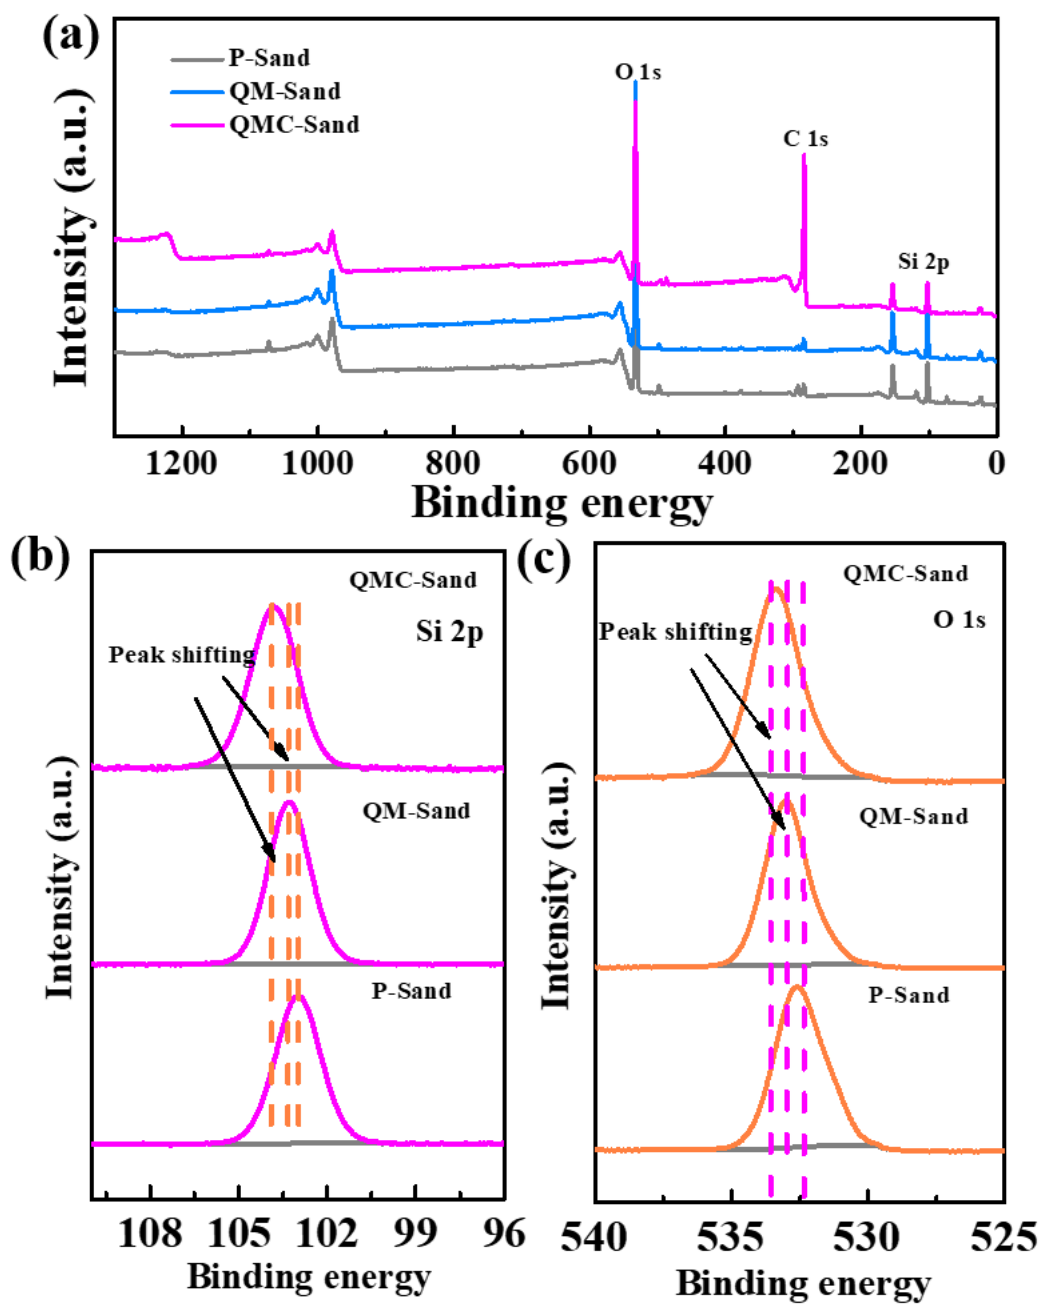 (a)
P-Sand
QM-Sand
QMC-Sand
O 1s
C 1s
Si 2p
Intensity (a.u.)
1200 1000 800 600 400 200 0
Binding energy
(b)
QMC-Sand
Si 2p
Peak shifting
QM-Sand
P-Sand
Intensity (a.u.)
108 105 102 99 96
Binding energy
(c)
QMC-Sand
O 1s
Peak shifting
QM-Sand
P-Sand
Intensity (a.u.)
540 535 530 525
Binding energy